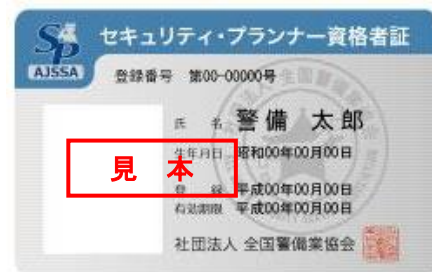 Sp
AJSSA
セキュリティ・プランナー資格者証
登録番号 第00-00000号
氏 名 警備 太郎
生年月日 昭和00年00月00日
見 本
登 録 平成00年00月00日
有効期限 平成00年00月00日
社団法人 全国警備業協会